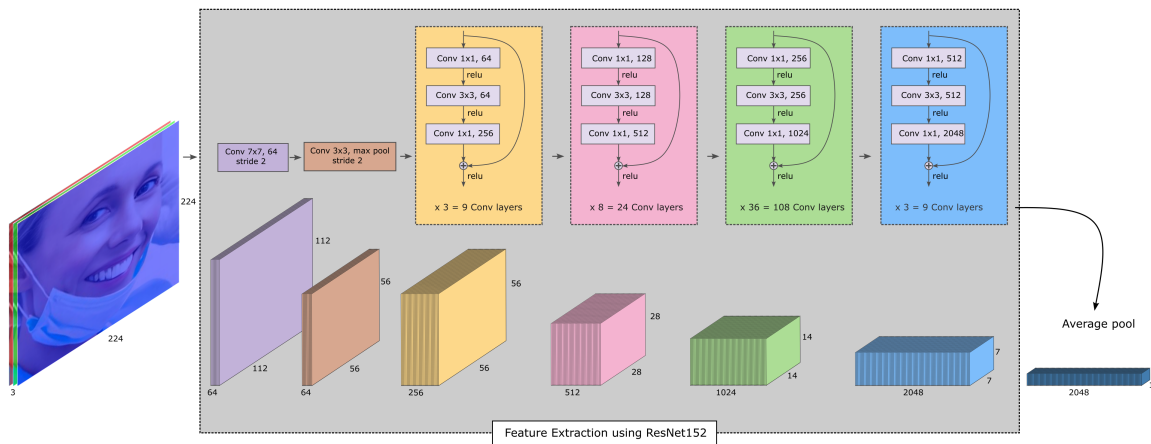 Conv 7x7, 64
stride 2
Conv 3x3, max pool
stride 2
Conv 1x1, 64
relu
Conv 3x3, 64
relu
Conv 1x1, 256
relu
x 3 = 9 Conv layers
Conv 1x1, 128
relu
Conv 3x3, 128
relu
Conv 1x1, 512
relu
x 8 = 24 Conv layers
Conv 1x1, 256
relu
Conv 3x3, 256
relu
Conv 1x1, 1024
relu
x 36 = 108 Conv layers
Conv 1x1, 512
relu
Conv 3x3, 512
relu
Conv 1x1, 2048
relu
x 3 = 9 Conv layers
224
224
3
112
112
64
56
56
64
56
56
256
28
28
512
14
14
1024
7
7
2048
Average pool
2048
Feature Extraction using ResNet152